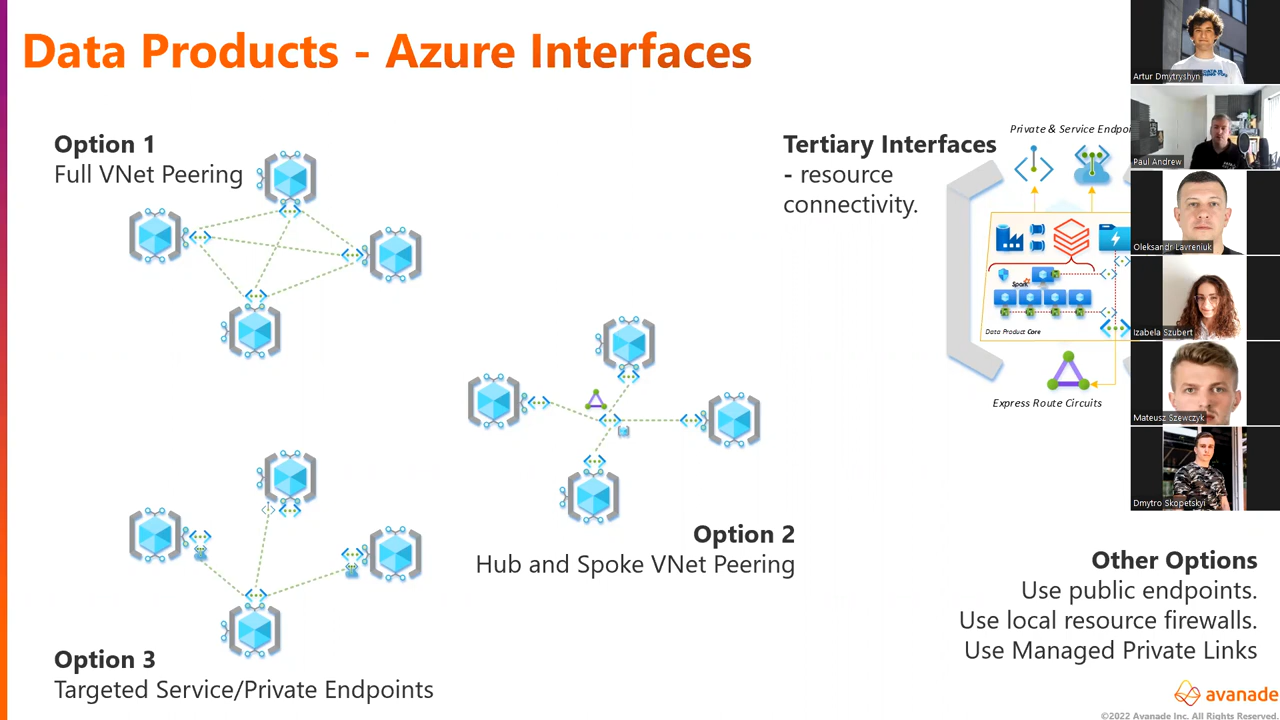 Data Products - Azure Interfaces
Option 1
Full VNet Peering
Tertiary Interfaces
- resource
connectivity.
Private & Service Endpoi
Spark
Data Product Core
Express Route Circuits
Option 2
Hub and Spoke VNet Peering
Option 3
Targeted Service/Private Endpoints
Other Options
Use public endpoints.
Use local resource firewalls.
Use Managed Private Links
avanade
©2022 Avanade Inc. All Rights Reserved.
Artur Dmytryshyn
Paul Andrew
Oleksandr Lavreniuk
Izabela Szubert
Mateusz Szewczyk
Dmytro Skopetskyi